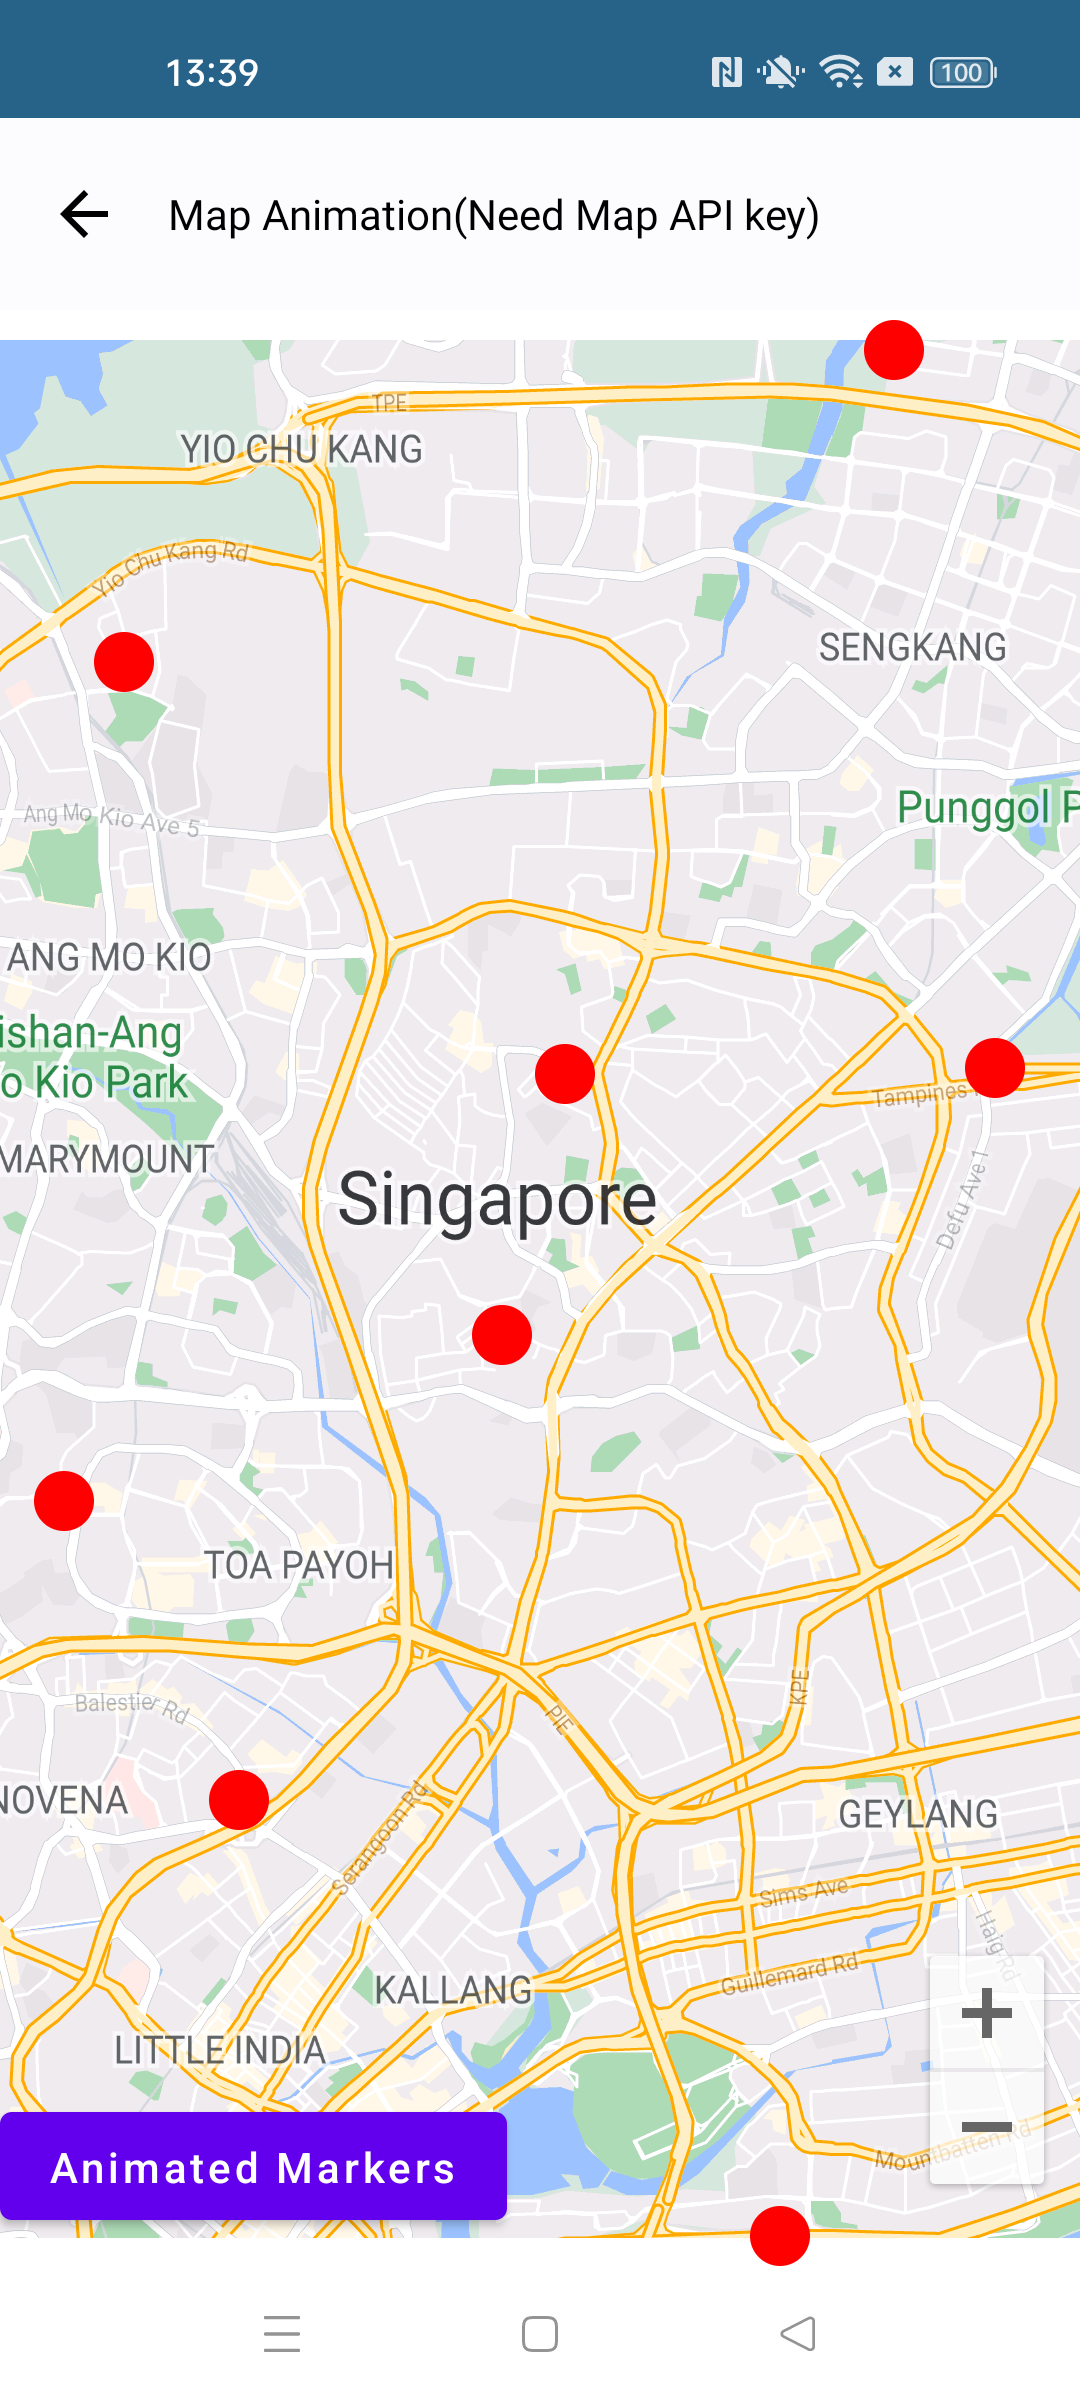 13:39
100
Map Animation(Need Map API key)
TPE
YIO CHU KANG
Yio Chu Kang Rd
SENGKANG
Punggol P
Ang Mo Kio Ave 5
ANG MO KIO
ishan-Ang
o Kio Park
Tampines
MARYMOUNT
Defu Ave 1
Singapore
TOA PAYOH
KPE
Balestier Rd
PIE
NOVENA
GEYLANG
Serangoon Rd
Sims Ave
Haig Rd
Guillemard Rd
KALLANG
LITTLE INDIA
Mountbatten Rd
Animated Markers